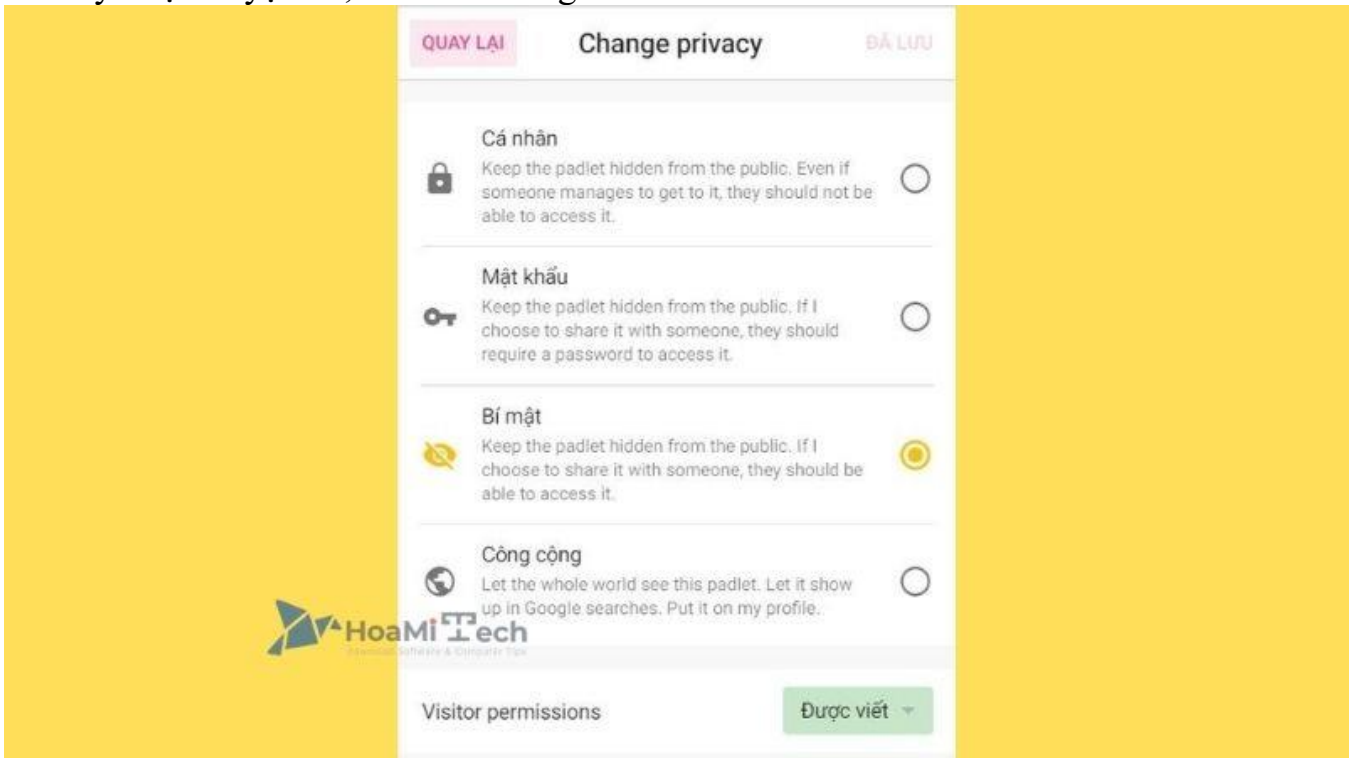 QUAY LẠI
Change privacy
ĐÃ LƯU
Cá nhân
Keep the padlet hidden from the public. Even if
someone manages to get to it, they should not be
able to access it.
Mật khẩu
Keep the padlet hidden from the public. If I
choose to share it with someone, they should
require a password to access it.
Bí mật
Keep the padlet hidden from the public. If I
choose to share it with someone, they should be
able to access it.
Công cộng
Let the whole world see this padlet. Let it show
up in Google searches. Put it on my profile.
HoaMiTech
Download Software & Computer Tips
Visitor permissions
Được viết